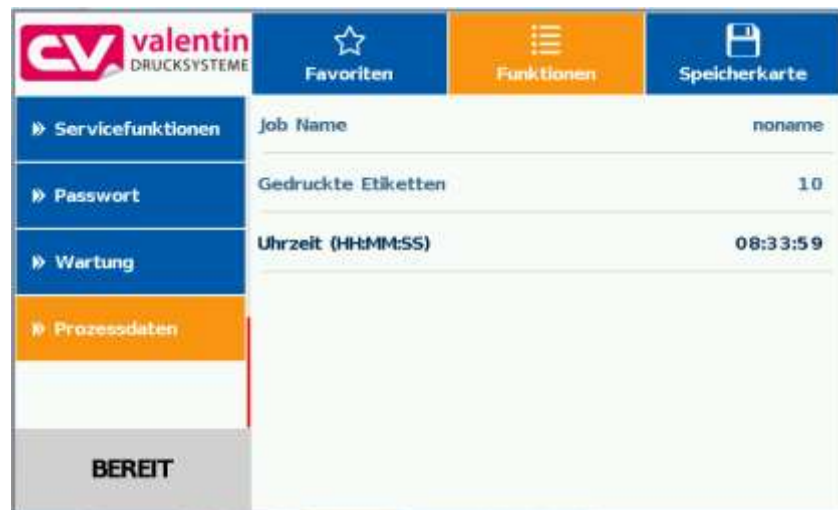 CV valentin
DRUCKSYSTEME
Favoriten
Funktionen
Speicherkarte
Servicefunktionen
Passwort
Wartung
Prozessdaten
BEREIT
Job Name noname
Gedruckte Etiketten 10
Uhrzeit (HH:MM:SS) 08:33:59